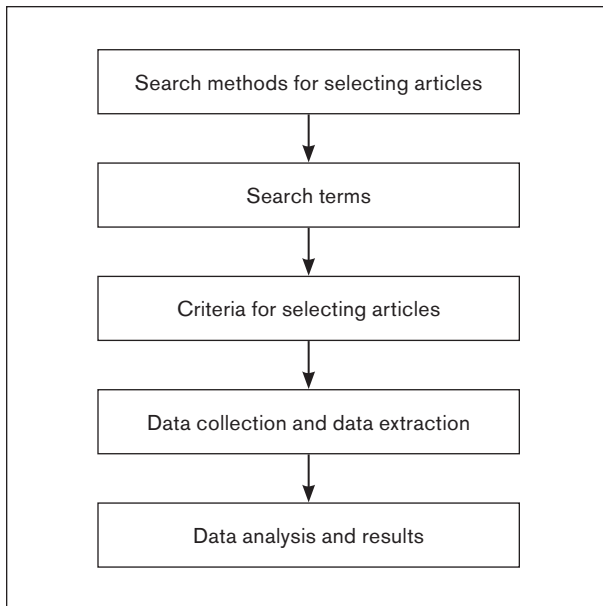 Search methods for selecting articles
Search terms
Criteria for selecting articles
Data collection and data extraction
Data analysis and results